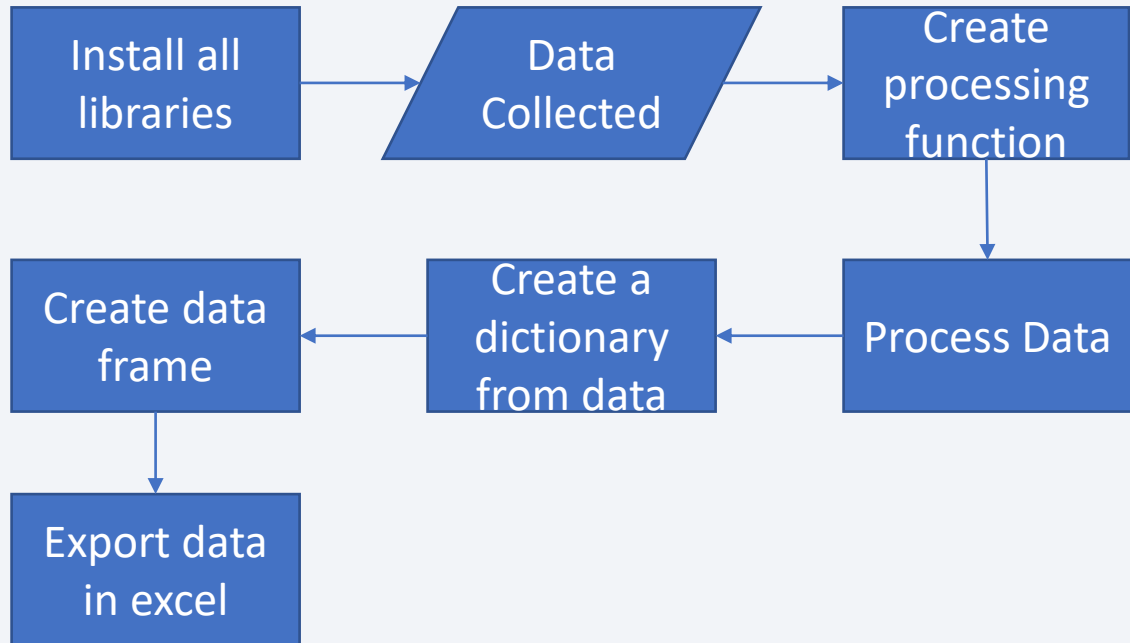 Install all
libraries
Data
Collected
Create
processing
function
Process Data
Create a
dictionary
from data
Create data
frame
Export data
in excel